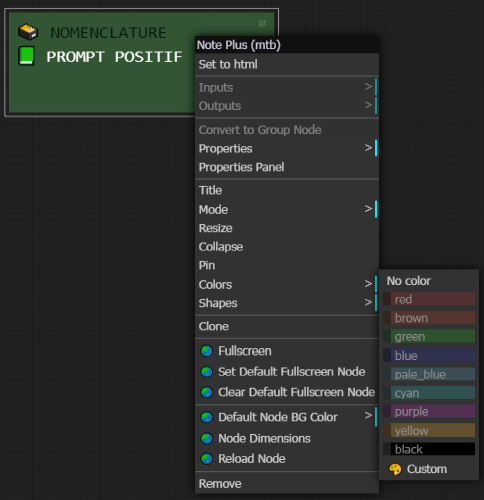 NOMENCLATURE
PROMPT POSITIF
Note Plus (mtb)
Set to html
Inputs >
Outputs >
Convert to Group Node
Properties >
Properties Panel
Title
Mode >
Resize
Collapse
Pin
Colors >
Shapes >
Clone
Fullscreen
Set Default Fullscreen Node
Clear Default Fullscreen Node
Default Node BG Color >
Node Dimensions
Reload Node
Remove
No color
red
brown
green
blue
pale_blue
cyan
purple
yellow
black
Custom